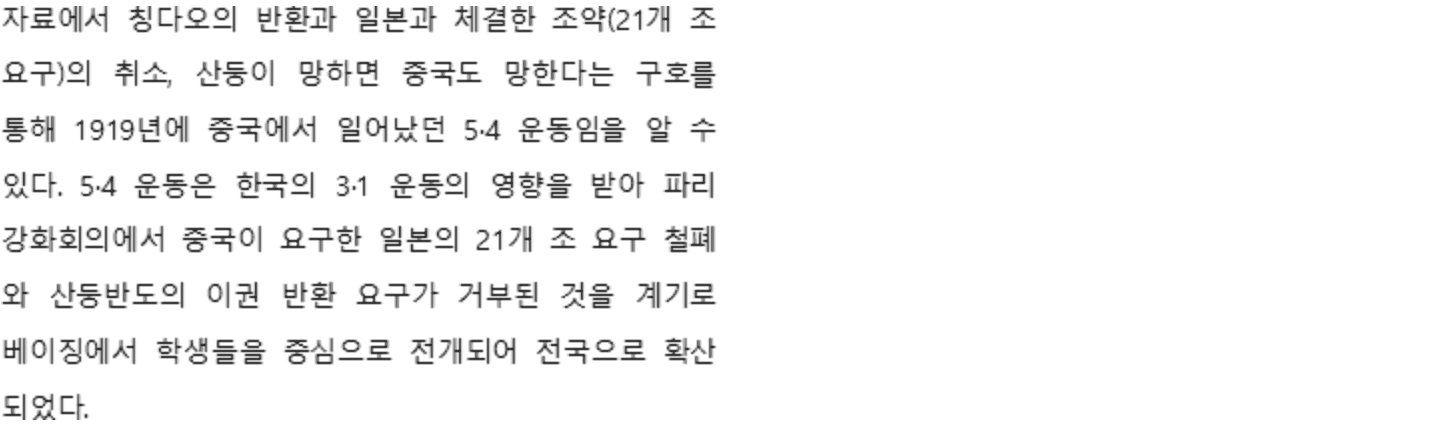 자료에서 칭다오의 반환과 일본과 체결한 조약(21개 조
요구)의 취소, 산둥이 망하면 중국도 망한다는 구호를
통해 1919년에 중국에서 일어났던 5·4 운동임을 알 수
있다. 5·4 운동은 한국의 3·1 운동의 영향을 받아 파리
강화회의에서 중국이 요구한 일본의 21개 조 요구 철폐
와 산둥반도의 이권 반환 요구가 거부된 것을 계기로
베이징에서 학생들을 중심으로 전개되어 전국으로 확산
되었다.